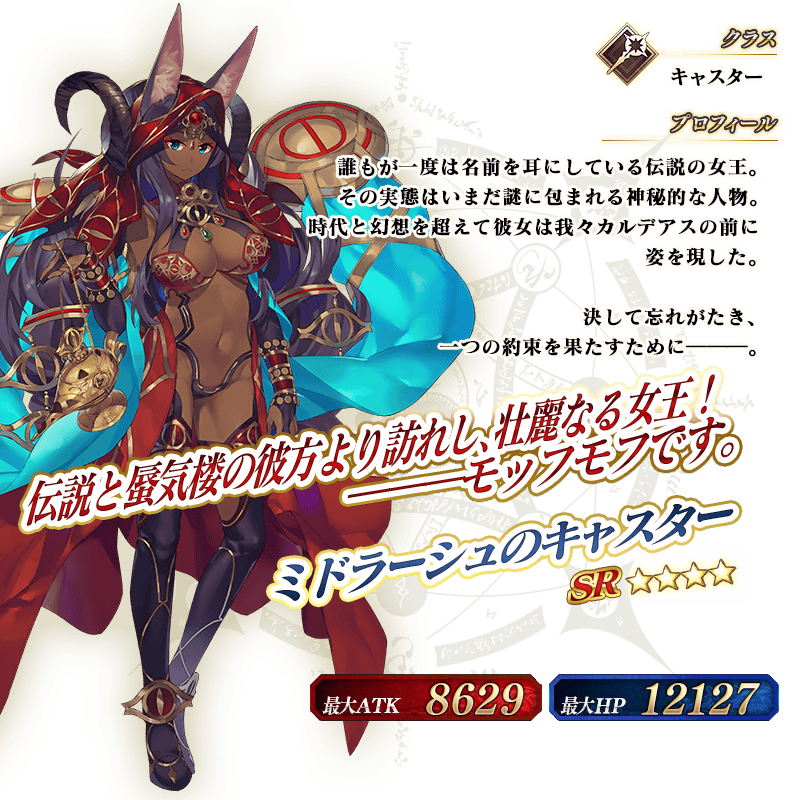 クラス
キャスター
プロフィール
誰もが一度は名前を耳にしている伝説の女王。
その実態はいまだ謎に包まれる神秘的な人物。
時代と幻想を超えて彼女は我々カルデアスの前に
姿を現した。
決して忘れがたき、
一つの約束を果たすために―――。
伝説と蜃気楼の彼方より訪れし、壮麗なる女王！
―――モッフモフです。
ミドラーシュのキャスター
SR ☆☆☆☆
最大ATK 8629
最大HP 12127